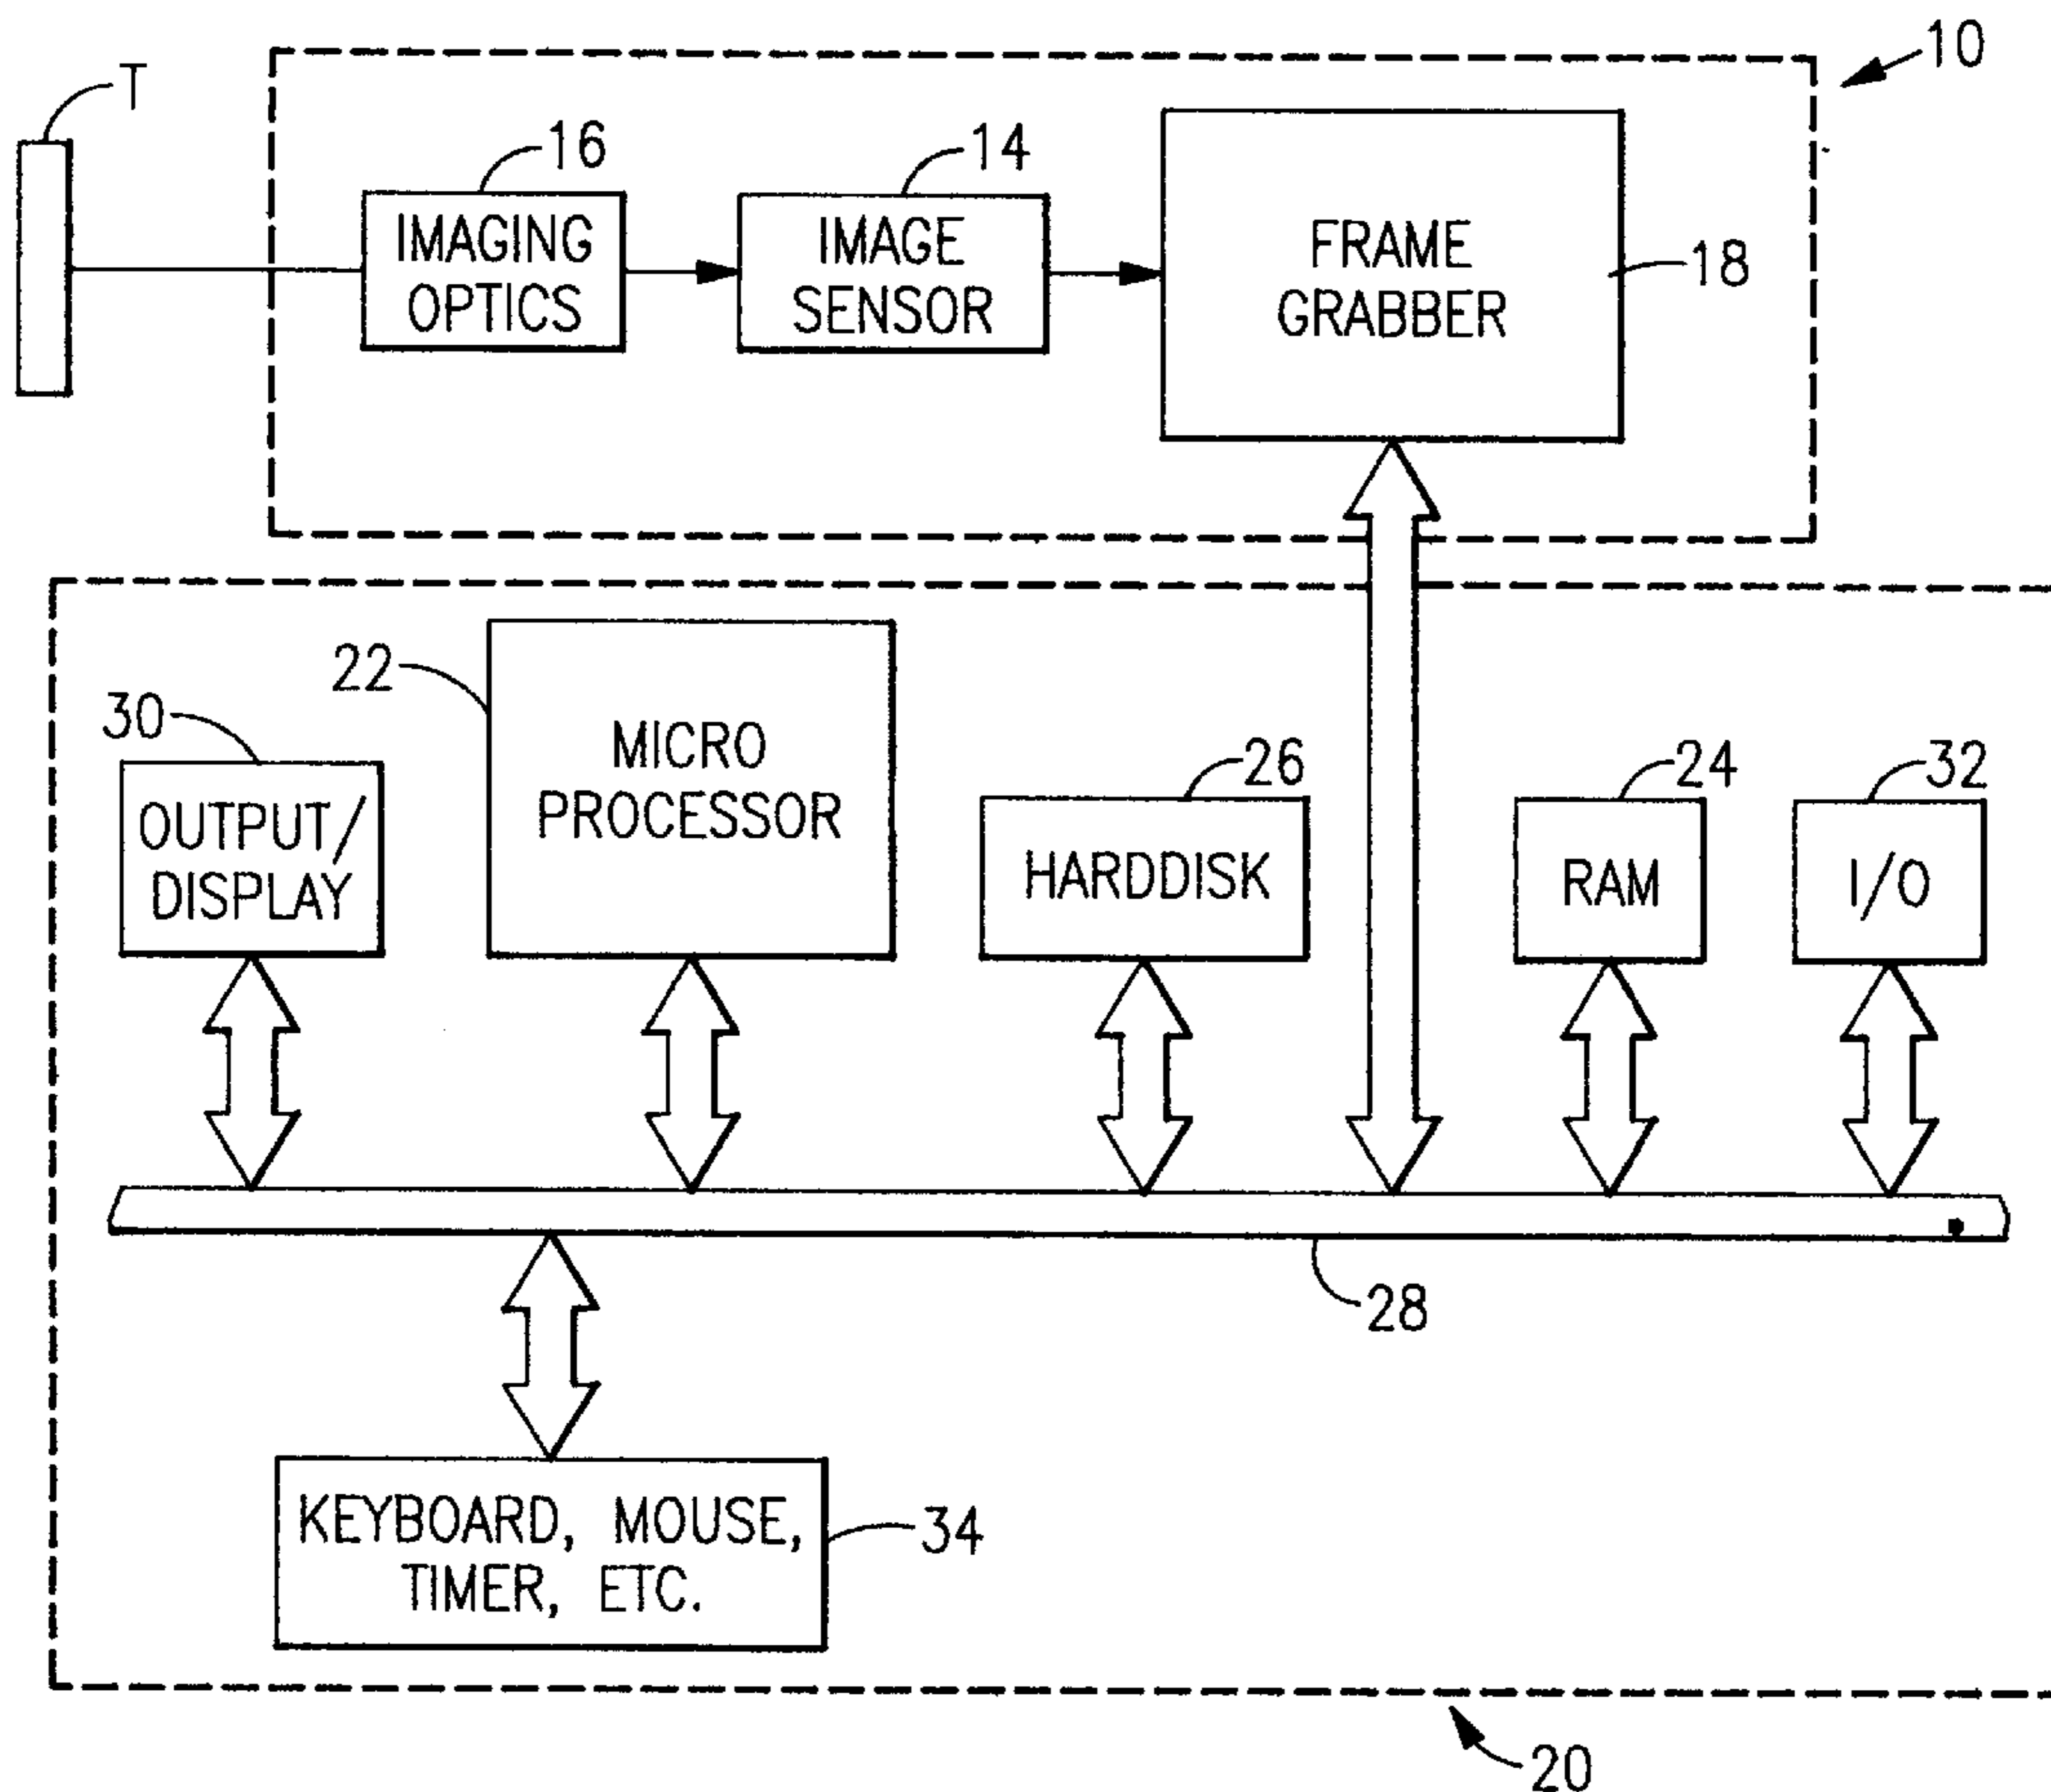 10
T
16
14
IMAGING
OPTICS
IMAGE
SENSOR
FRAME
GRABBER
18
22
30
MICRO
PROCESSOR
26
24
32
OUTPUT/
DISPLAY
HARDDISK
RAM
I/O
28
KEYBOARD, MOUSE,
TIMER, ETC.
34
20